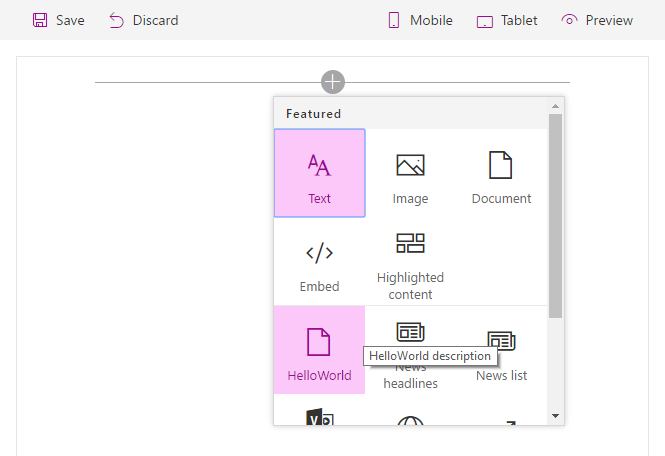 Save
Discard
Mobile
Tablet
Preview
Featured
Text
Image
Document
Embed
Highlighted
content
HelloWorld
HelloWorld description
News
headlines
News list